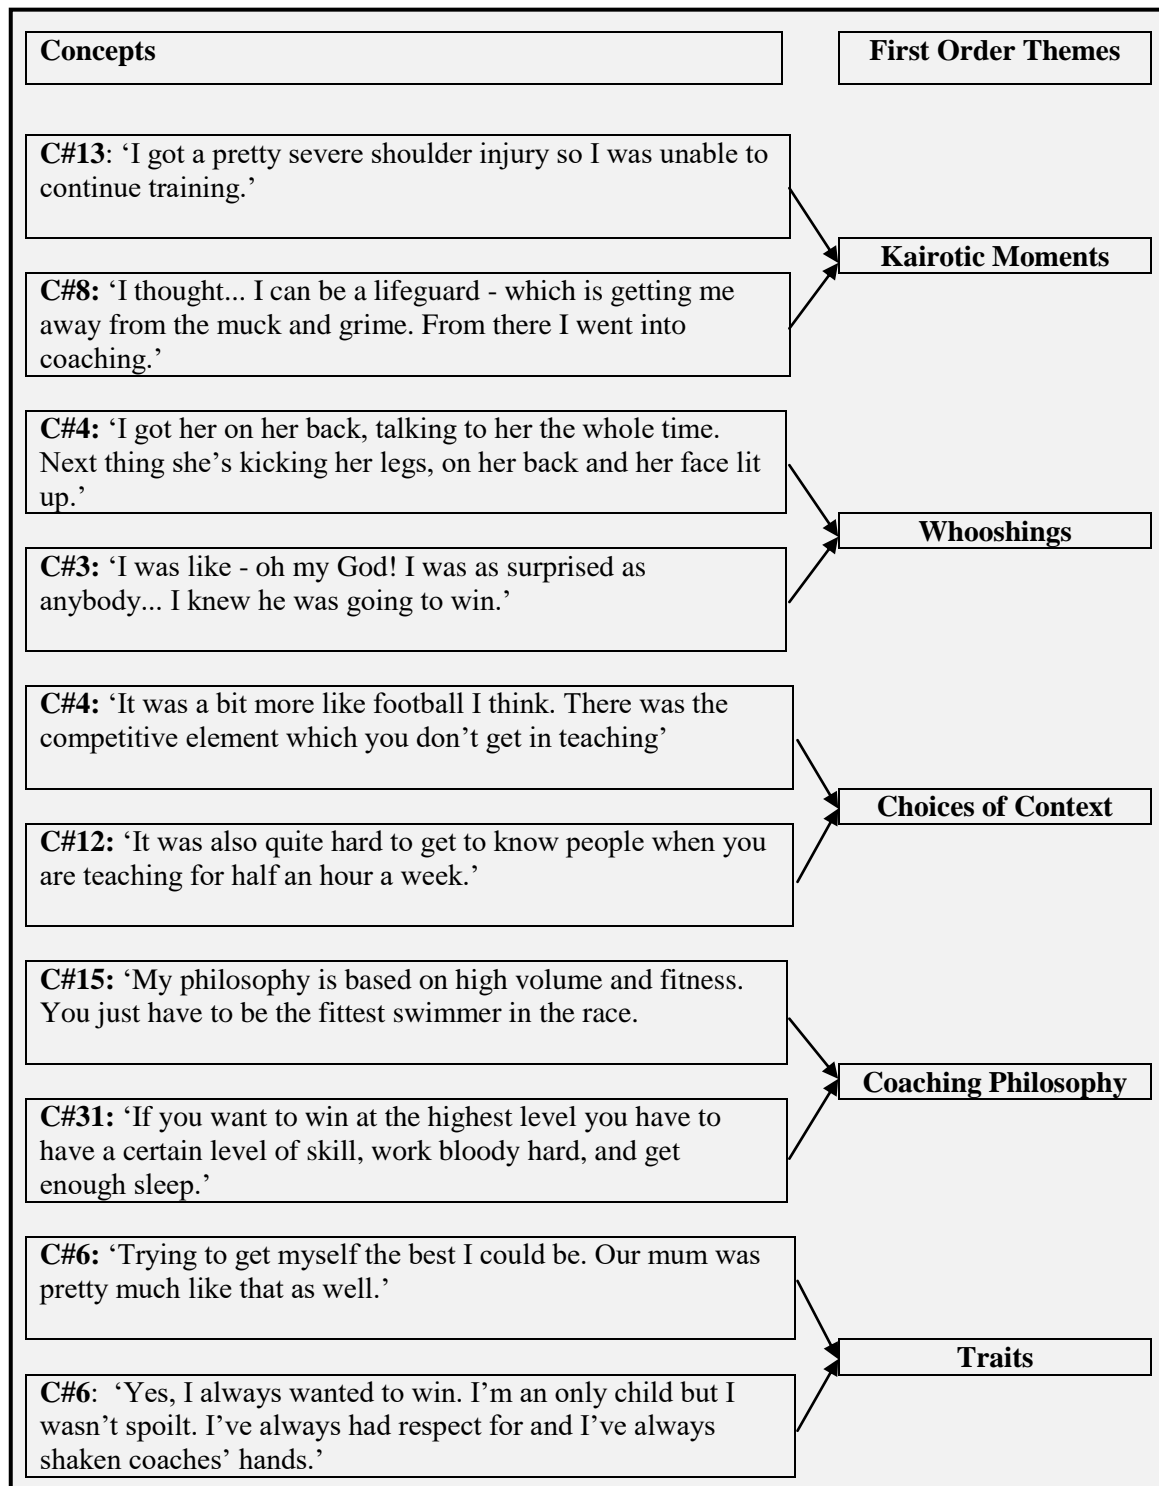 Concepts
First Order Themes
C#13: ‘I got a pretty severe shoulder injury so I was unable to
continue training.’
Kairotic Moments
C#8: ‘I thought... I can be a lifeguard - which is getting me
away from the muck and grime. From there I went into
coaching.’
C#4: ‘I got her on her back, talking to her the whole time.
Next thing she’s kicking her legs, on her back and her face lit
up.’
Whooshings
C#3: ‘I was like - oh my God! I was as surprised as
anybody... I knew he was going to win.’
C#4: ‘It was a bit more like football I think. There was the
competitive element which you don’t get in teaching’
Choices of Context
C#12: ‘It was also quite hard to get to know people when you
are teaching for half an hour a week.’
C#15: ‘My philosophy is based on high volume and fitness.
You just have to be the fittest swimmer in the race.
Coaching Philosophy
C#31: ‘If you want to win at the highest level you have to
have a certain level of skill, work bloody hard, and get
enough sleep.’
C#6: ‘Trying to get myself the best I could be. Our mum was
pretty much like that as well.’
Traits
C#6:  ‘Yes, I always wanted to win. I’m an only child but I
wasn’t spoilt. I’ve always had respect for and I’ve always
shaken coaches’ hands.’